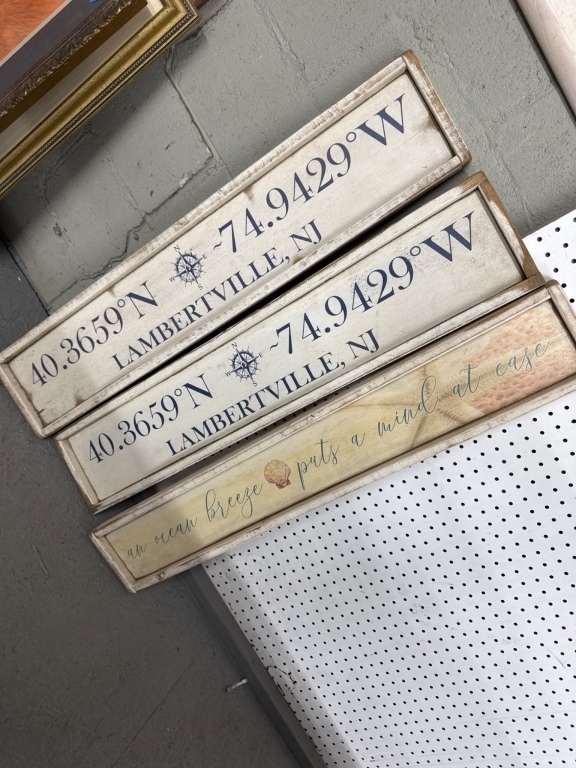 40.3659°N ~74.9429°W
LAMBERTVILLE, NJ
40.3659°N ~74.9429°W
LAMBERTVILLE, NJ
an ocean breeze puts a mind at ease